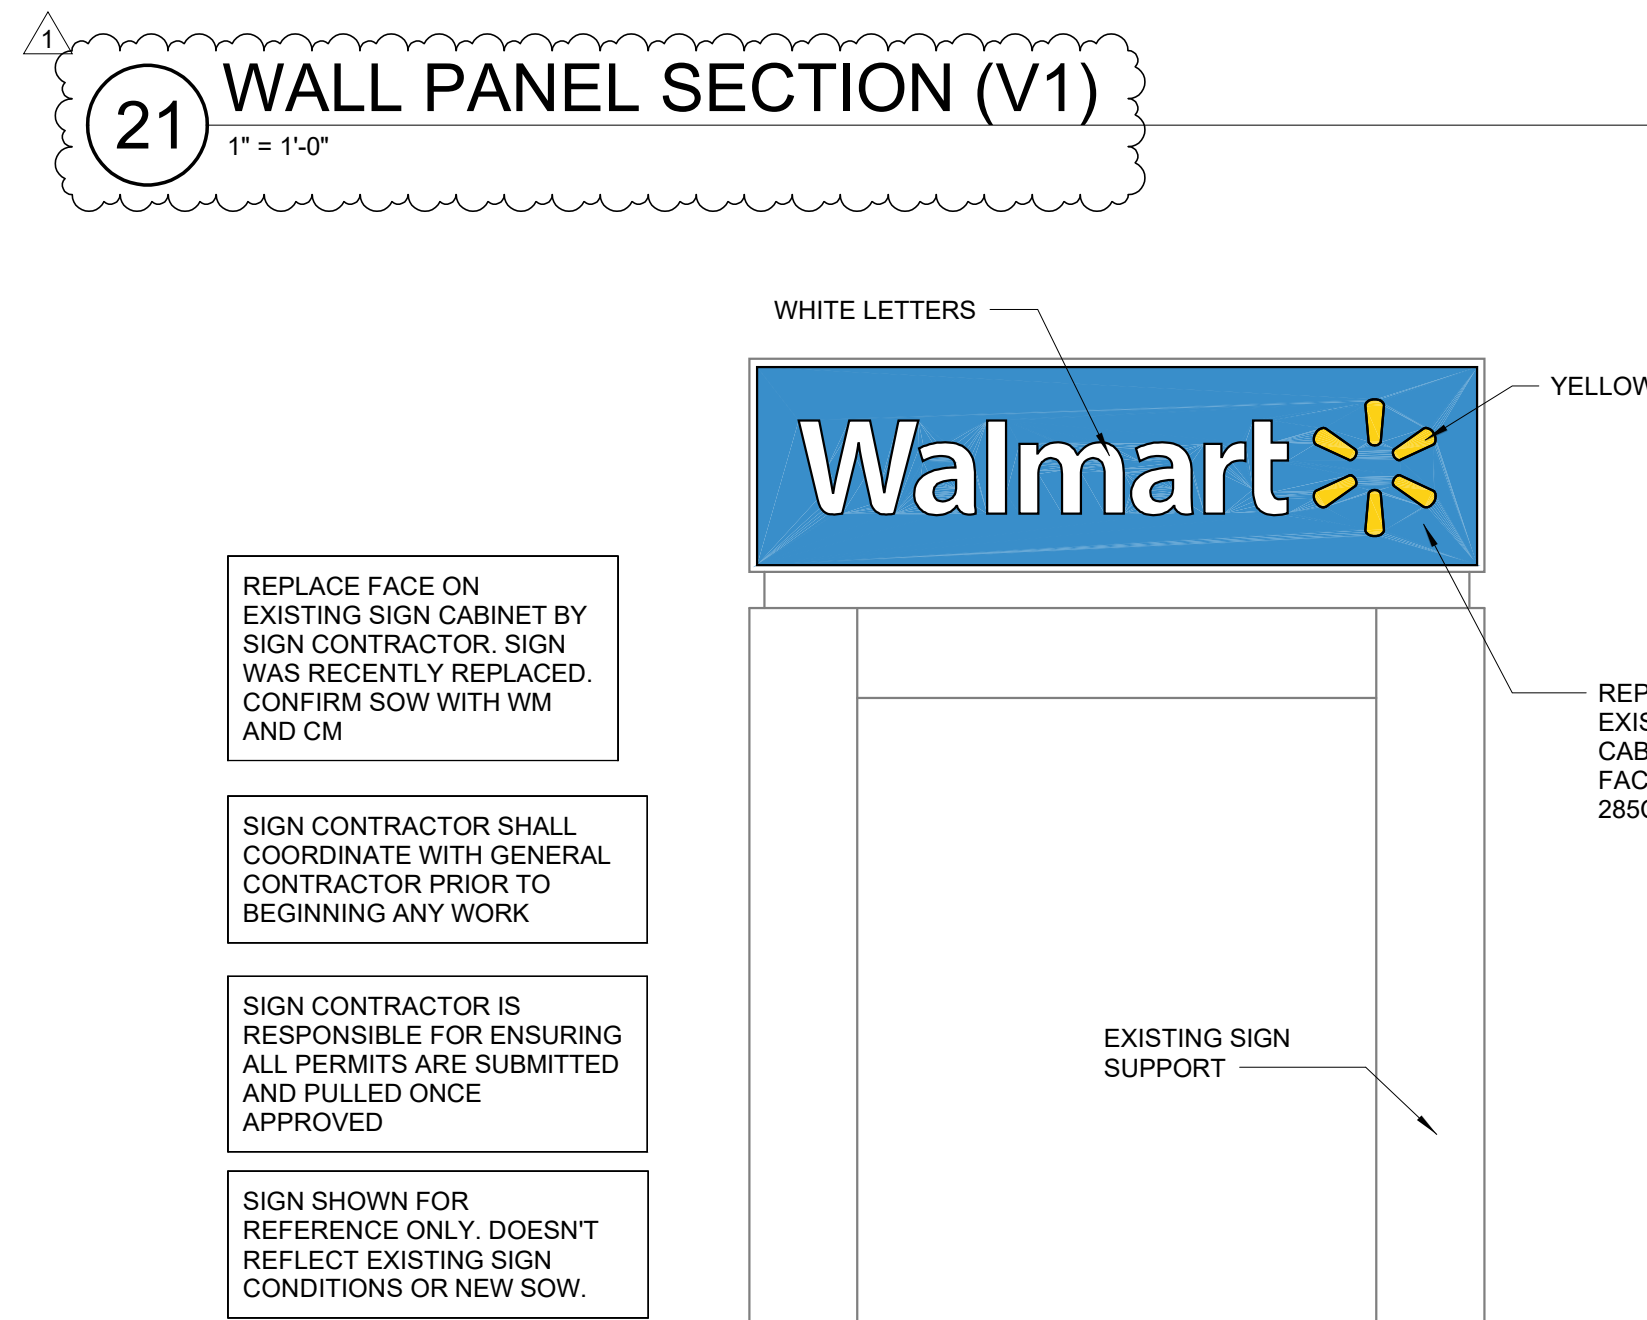 1
21
WALL PANEL SECTION (V1)
1" = 1'-0"
WHITE LETTERS
Walmart
REPLACE FACE ON
EXISTING SIGN CABINET BY
SIGN CONTRACTOR. SIGN
WAS RECENTLY REPLACED.
CONFIRM SOW WITH WM
AND CM
SIGN CONTRACTOR SHALL
COORDINATE WITH GENERAL
CONTRACTOR PRIOR TO
BEGINNING ANY WORK
SIGN CONTRACTOR IS
RESPONSIBLE FOR ENSURING
ALL PERMITS ARE SUBMITTED
AND PULLED ONCE
APPROVED
EXISTING SIGN
SUPPORT
SIGN SHOWN FOR
REFERENCE ONLY. DOESN'T
REFLECT EXISTING SIGN
CONDITIONS OR NEW SOW.